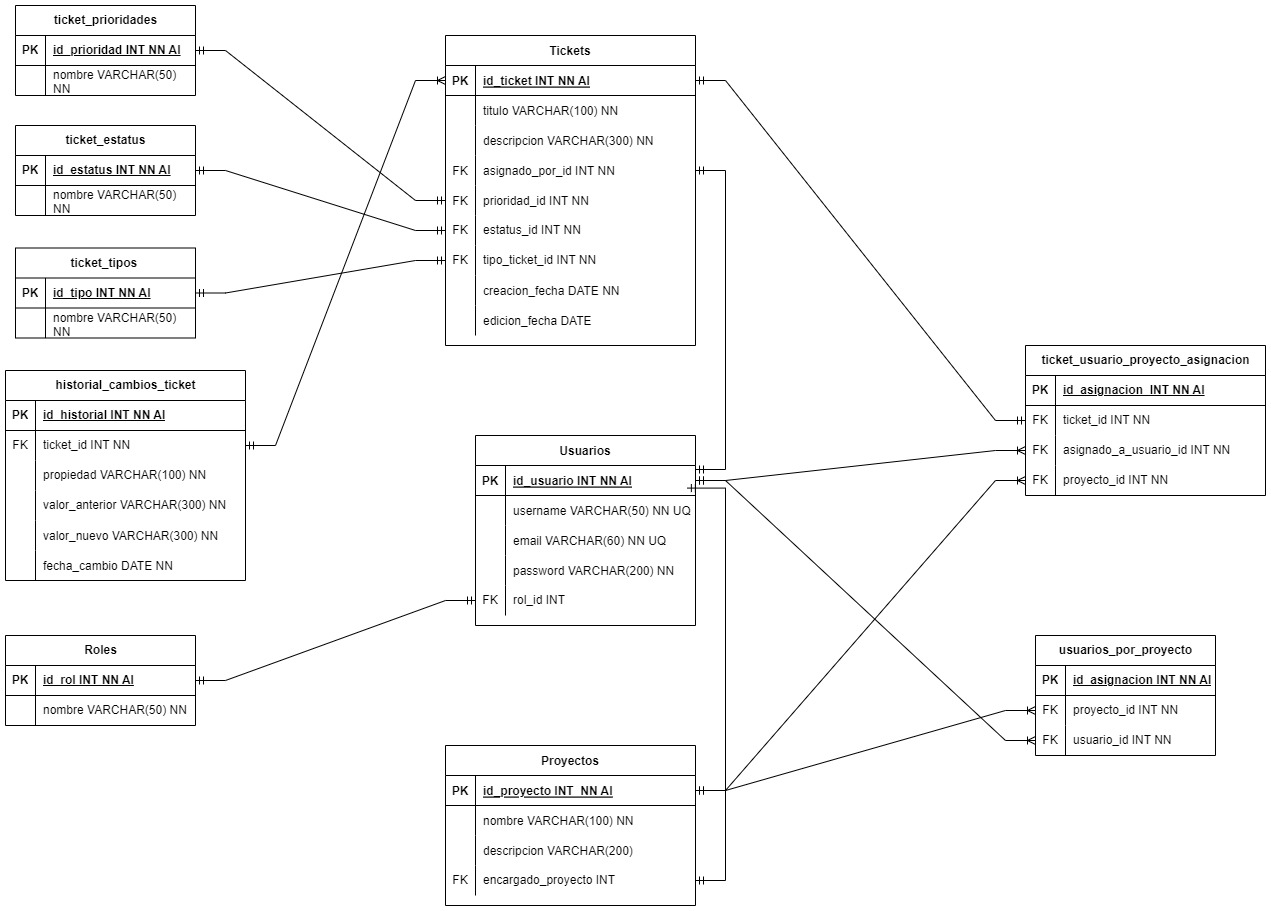 ticket_prioridades
PK id_prioridad INT NN AI
nombre VARCHAR(50)
NN
ticket_estatus
PK id_estatus INT NN AI
nombre VARCHAR(50)
NN
ticket_tipos
PK id_tipo INT NN AI
nombre VARCHAR(50)
NN
historial_cambios_ticket
PK id_historial INT NN AI
FK ticket_id INT NN
propiedad VARCHAR(100) NN
valor_anterior VARCHAR(300) NN
valor_nuevo VARCHAR(300) NN
fecha_cambio DATE NN
Roles
PK id_rol INT NN AI
nombre VARCHAR(50) NN
Tickets
PK id_ticket INT NN AI
titulo VARCHAR(100) NN
descripcion VARCHAR(300) NN
FK asignado_por_id INT NN
FK prioridad_id INT NN
FK estatus_id INT NN
FK tipo_ticket_id INT NN
creacion_fecha DATE NN
edicion_fecha DATE
Usuarios
PK id_usuario INT NN AI
username VARCHAR(50) NN UQ
email VARCHAR(60) NN UQ
password VARCHAR(200) NN
FK rol_id INT
Proyectos
PK id_proyecto INT NN AI
nombre VARCHAR(100) NN
descripcion VARCHAR(200)
FK encargado_proyecto INT
ticket_usuario_proyecto_asignacion
PK id_asignacion INT NN AI
FK ticket_id INT NN
FK asignado_a_usuario_id INT NN
FK proyecto_id INT NN
usuarios_por_proyecto
PK id_asignacion INT NN AI
FK proyecto_id INT NN
FK usuario_id INT NN